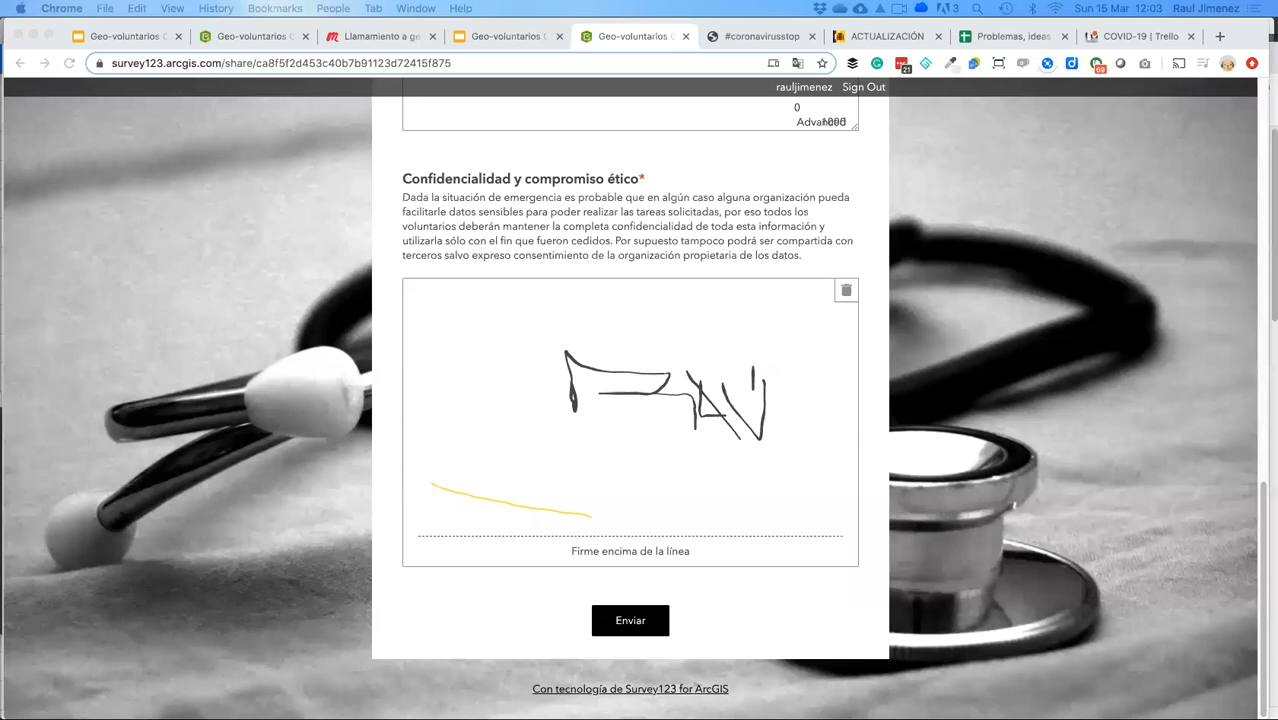 Chrome File Edit View History Bookmarks People Tab Window Help 3 Sun 15 Mar 12:03 Raul Jimenez
Geo-voluntarios C Geo-voluntarios C Llamamiento a ge Geo-voluntarios C Geo-voluntarios C #coronavirusstop ACTUALIZACIÓN Problemas, ideas COVID-19 | Trello
survey123.arcgis.com/share/ca8f5f2d453c40b7b91123d72415f875 21 69
rauljimenez Sign Out
0
Advanced 1000
Confidencialidad y compromiso ético*
Dada la situación de emergencia es probable que en algún caso alguna organización pueda
facilitarle datos sensibles para poder realizar las tareas solicitadas, por eso todos los
voluntarios deberán mantener la completa confidencialidad de toda esta información y
utilizarla sólo con el fin que fueron cedidos. Por supuesto tampoco podrá ser compartida con
terceros salvo expreso consentimiento de la organización propietaria de los datos.
Firme encima de la línea
Enviar
Con tecnología de Survey123 for ArcGIS